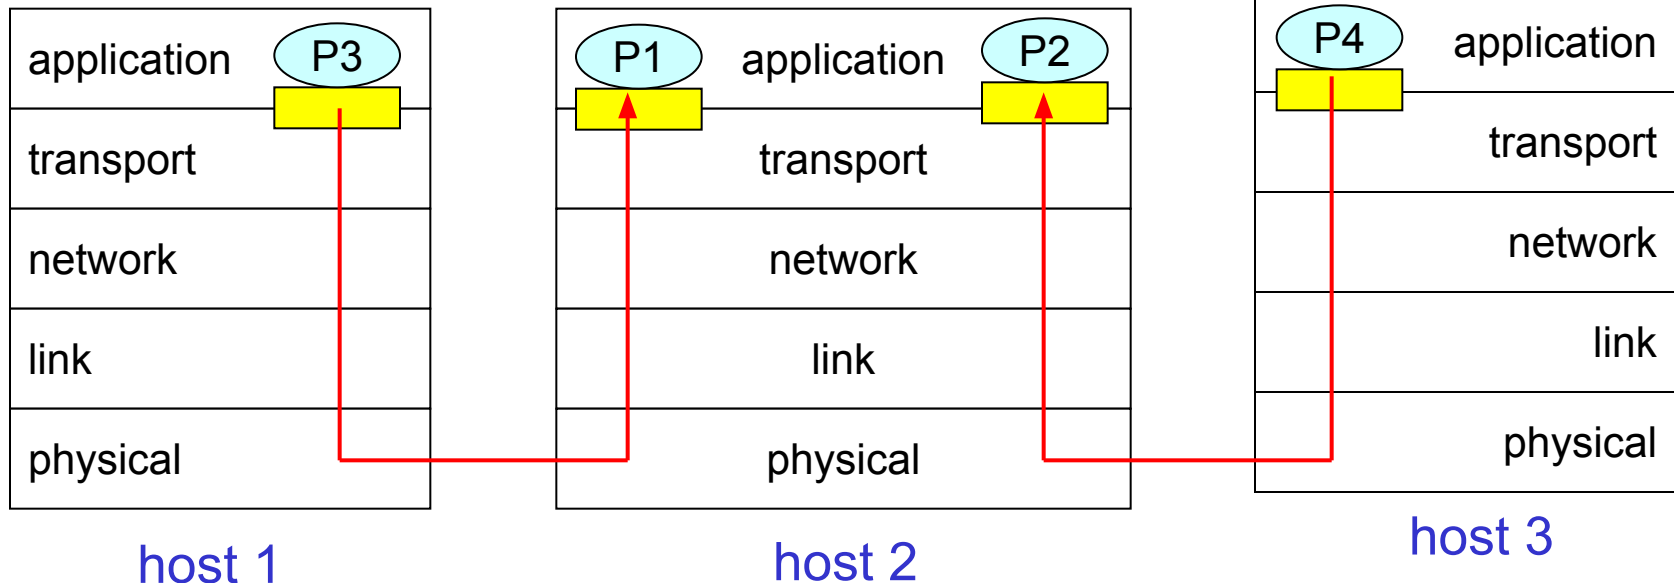 application
P3
transport
network
link
physical
host 1
P1
application
P2
transport
network
link
physical
host 2
P4
application
transport
network
link
physical
host 3